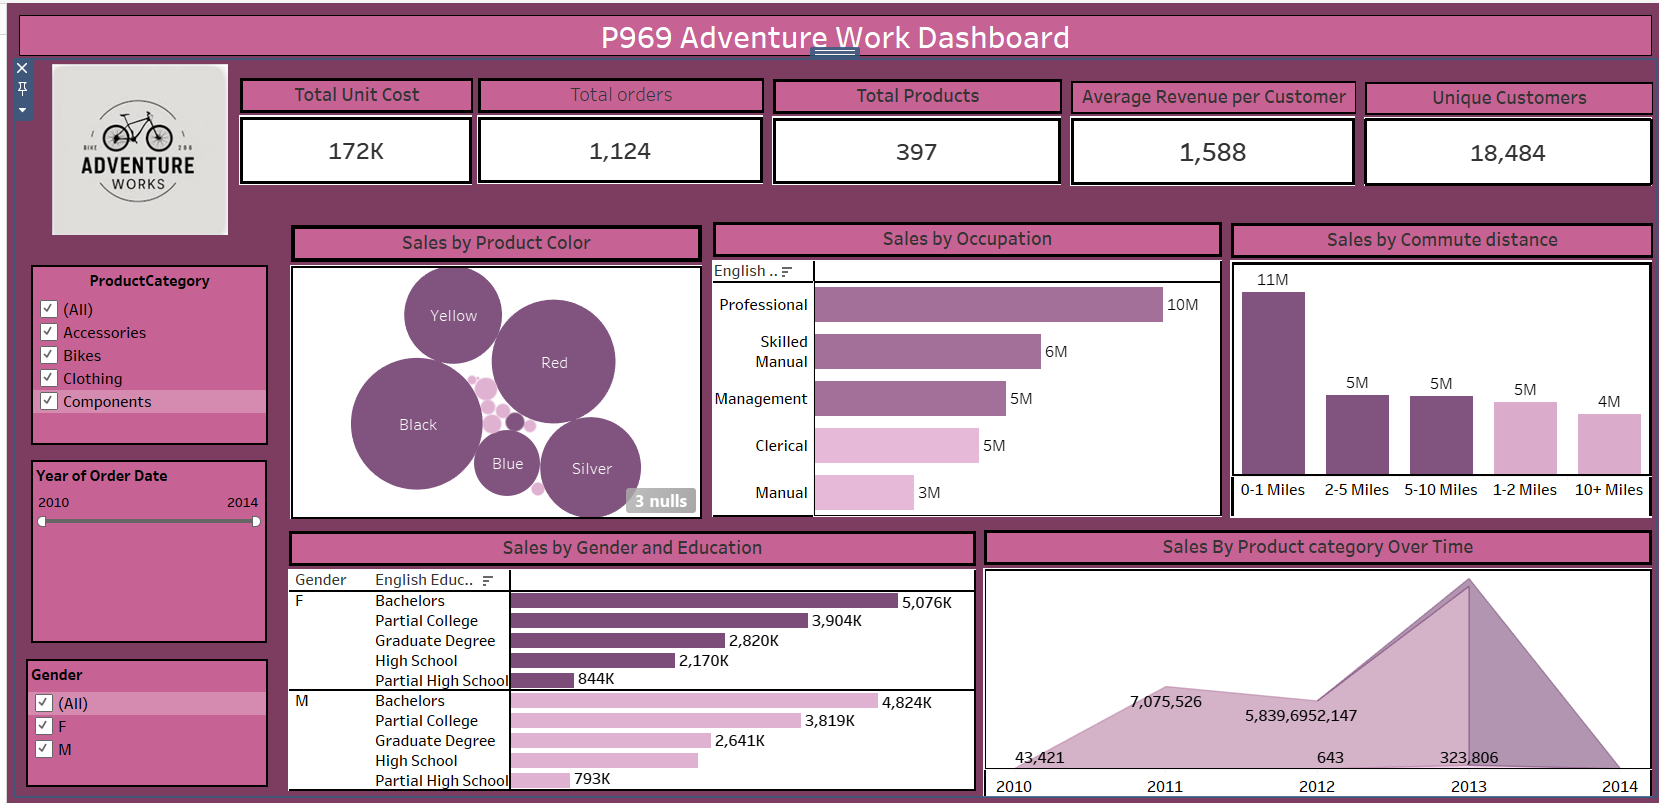 P969 Adventure Work Dashboard
BIKE 286
ADVENTURE
WORKS
Total Unit Cost
172K
Total orders
1,124
Total Products
397
Average Revenue per Customer
1,588
Unique Customers
18,484
ProductCategory
(All)
Accessories
Bikes
Clothing
Components
Year of Order Date
2010 2014
Gender
(All)
F
M
Sales by Product Color
Yellow
Red
Black
Blue
Silver
3 nulls
Sales by Occupation
English ..
Professional 10M
Skilled
Manual 6M
Management 5M
Clerical 5M
Manual 3M
Sales by Commute distance
11M 5M 5M 5M 4M
0-1 Miles 2-5 Miles 5-10 Miles 1-2 Miles 10+ Miles
Sales by Gender and Education
Gender English Educ..
F Bachelors 5,076K
Partial College 3,904K
Graduate Degree 2,820K
High School 2,170K
Partial High School 844K
M Bachelors 4,824K
Partial College 3,819K
Graduate Degree 2,641K
High School
Partial High School 793K
Sales By Product category Over Time
7,075,526
5,839,6952,147
43,421 643 323,806
2010 2011 2012 2013 2014